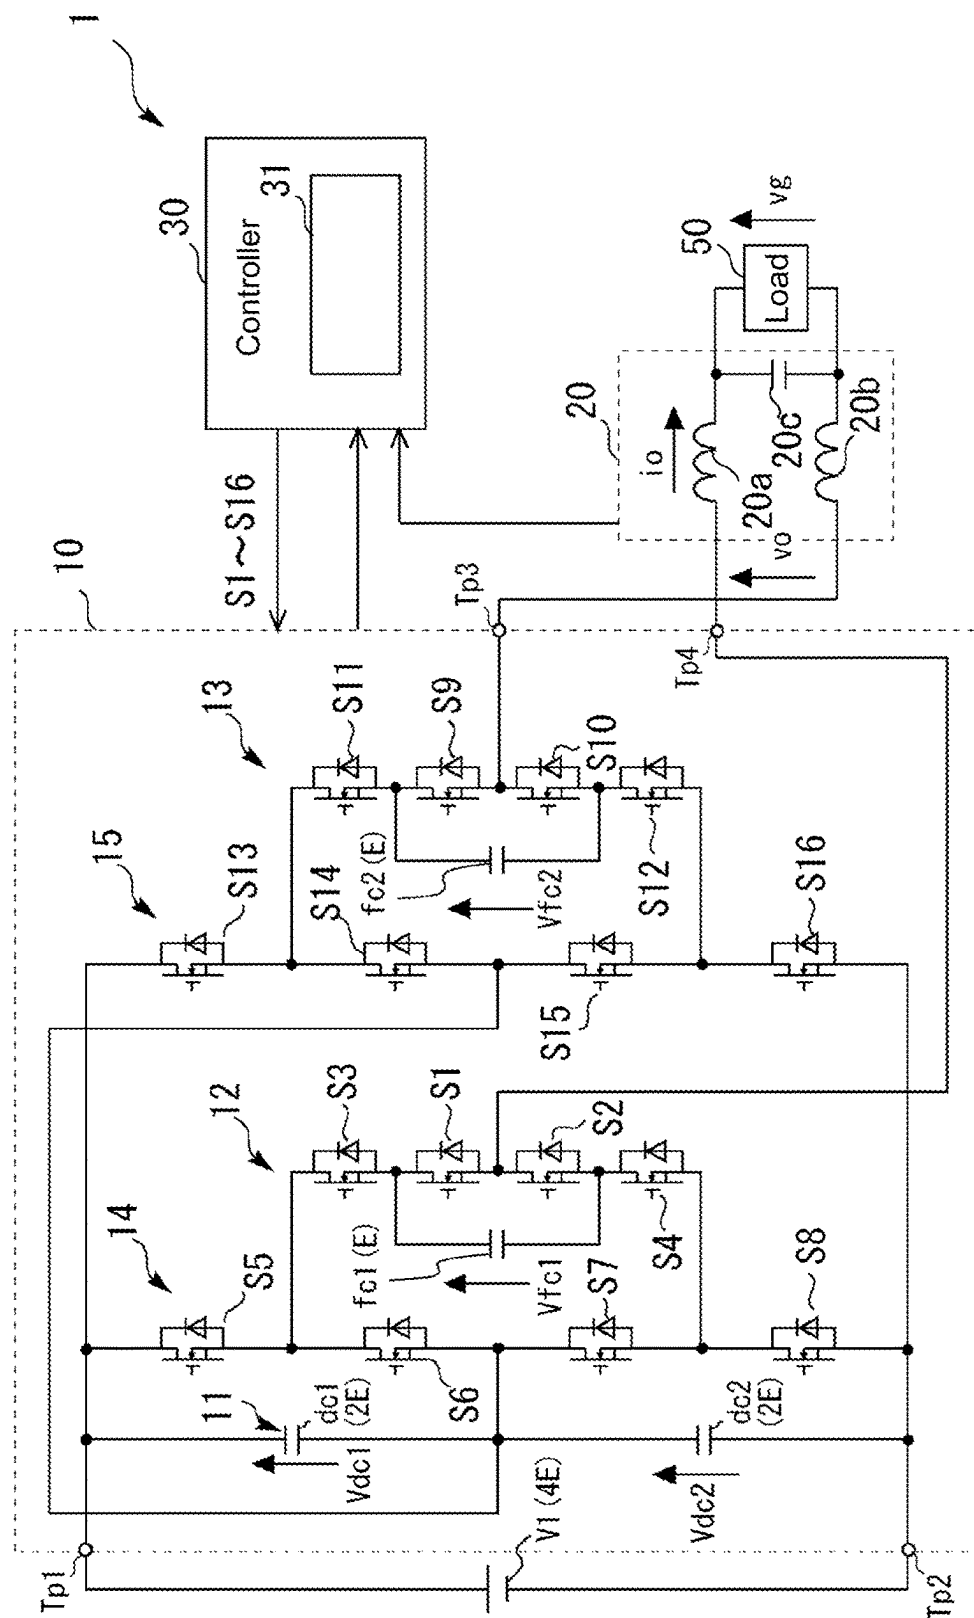 1
30
Controller
31
S1～S16
10
50
Load
vg
20
io
20a
20c
20b
vo
Tp3
Tp4
13
S11
S9
S10
S12
fc2(E)
Vfc2
15
S13
S14
S15
S16
12
S3
S1
S2
S4
fc1(E)
Vfc1
14
S5
S6
S7
S8
11
dc1
(2E)
Vdc1
dc2
(2E)
Vdc2
V1(4E)
Tp1
Tp2